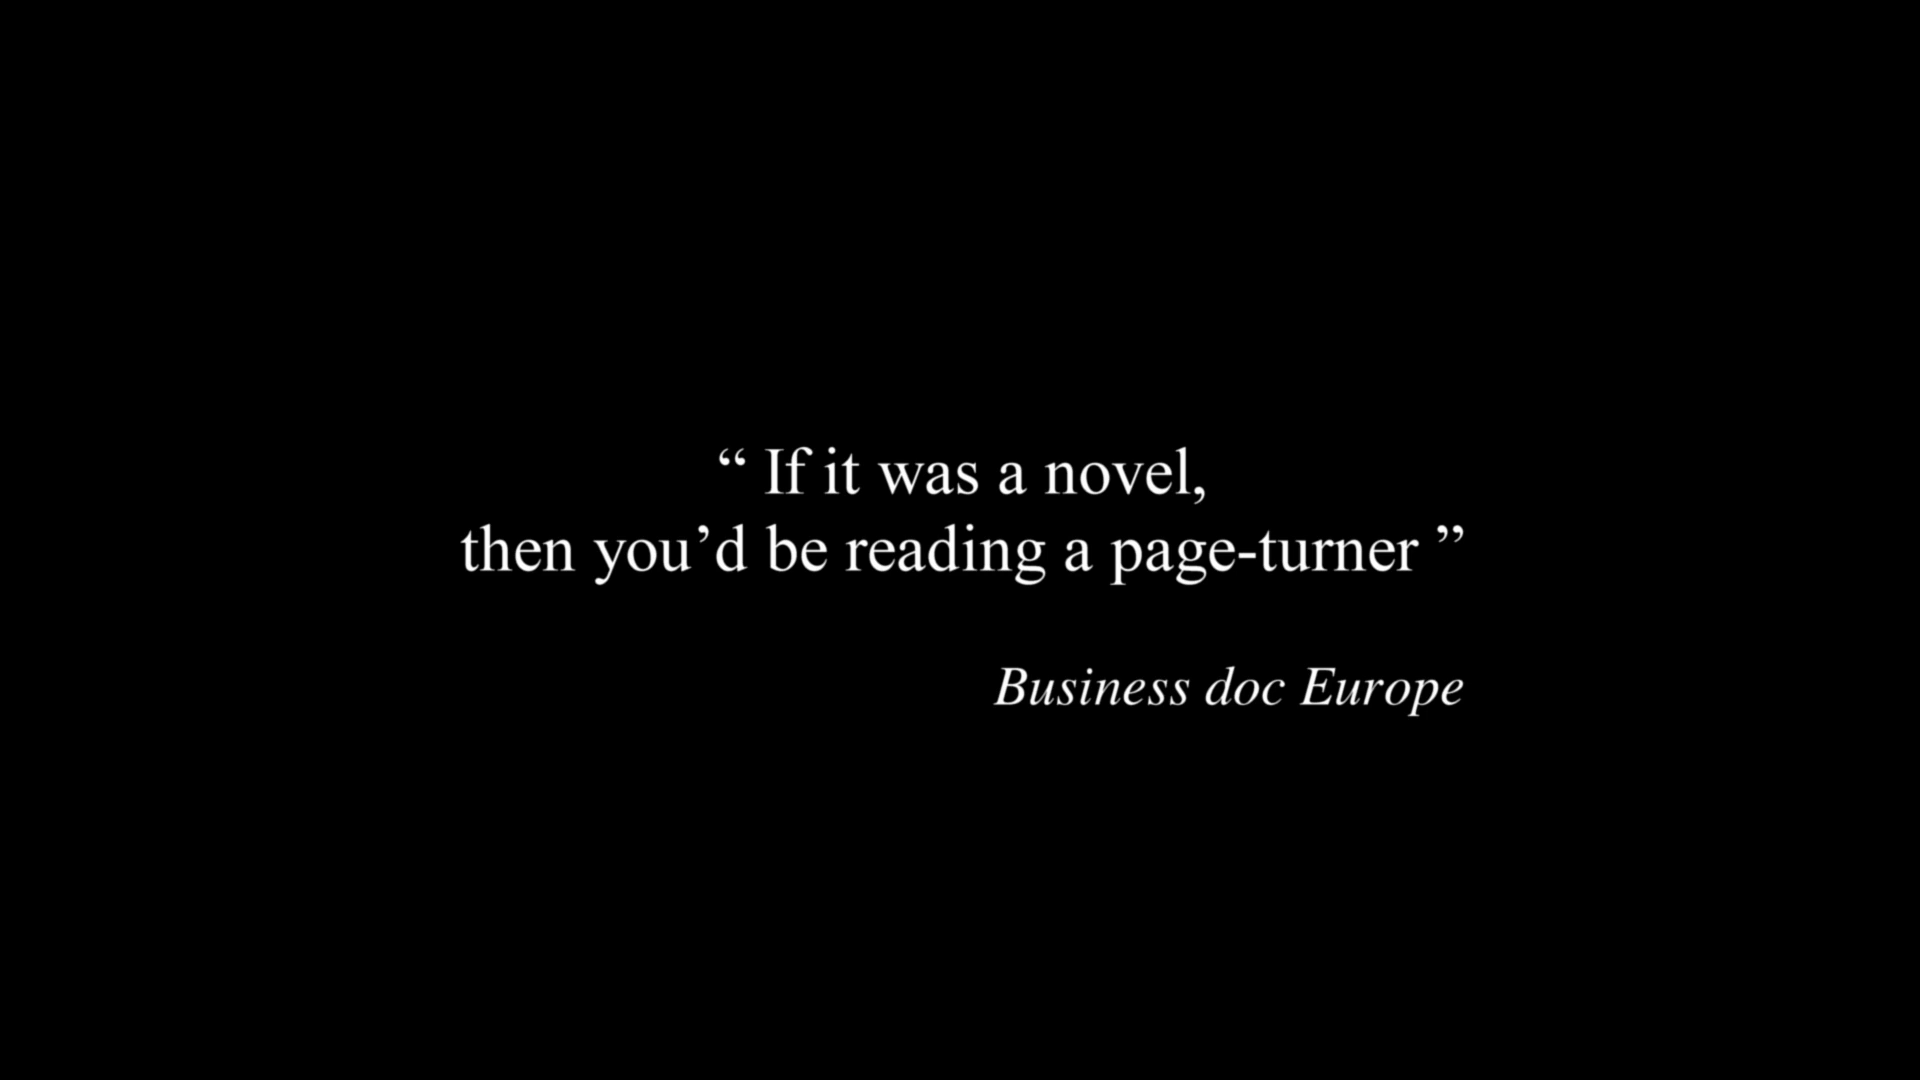 “ If it was a novel,
then you’d be reading a page-turner ”
Business doc Europe